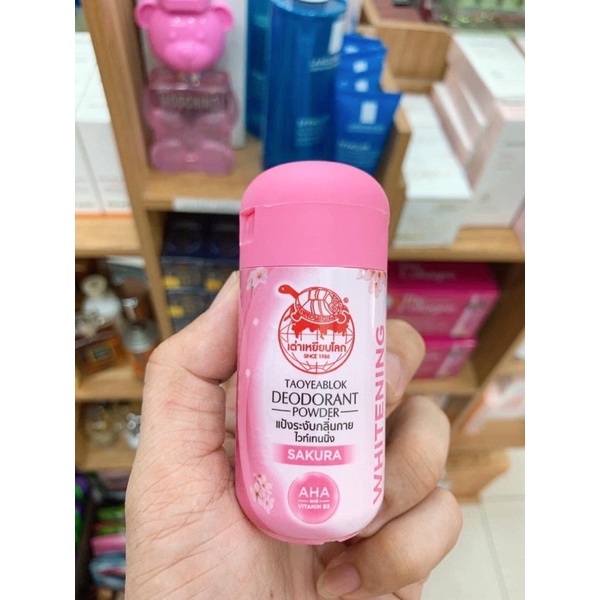 MOSCHINO
เต่าเหยียบโลก
SINCE 1986
®
TAOYEABLOK
DEODORANT
POWDER
แป้งระงับกลิ่นกาย
ไวท์เทนนิ่ง
SAKURA
AHA
and
VITAMIN B3
WHITENING